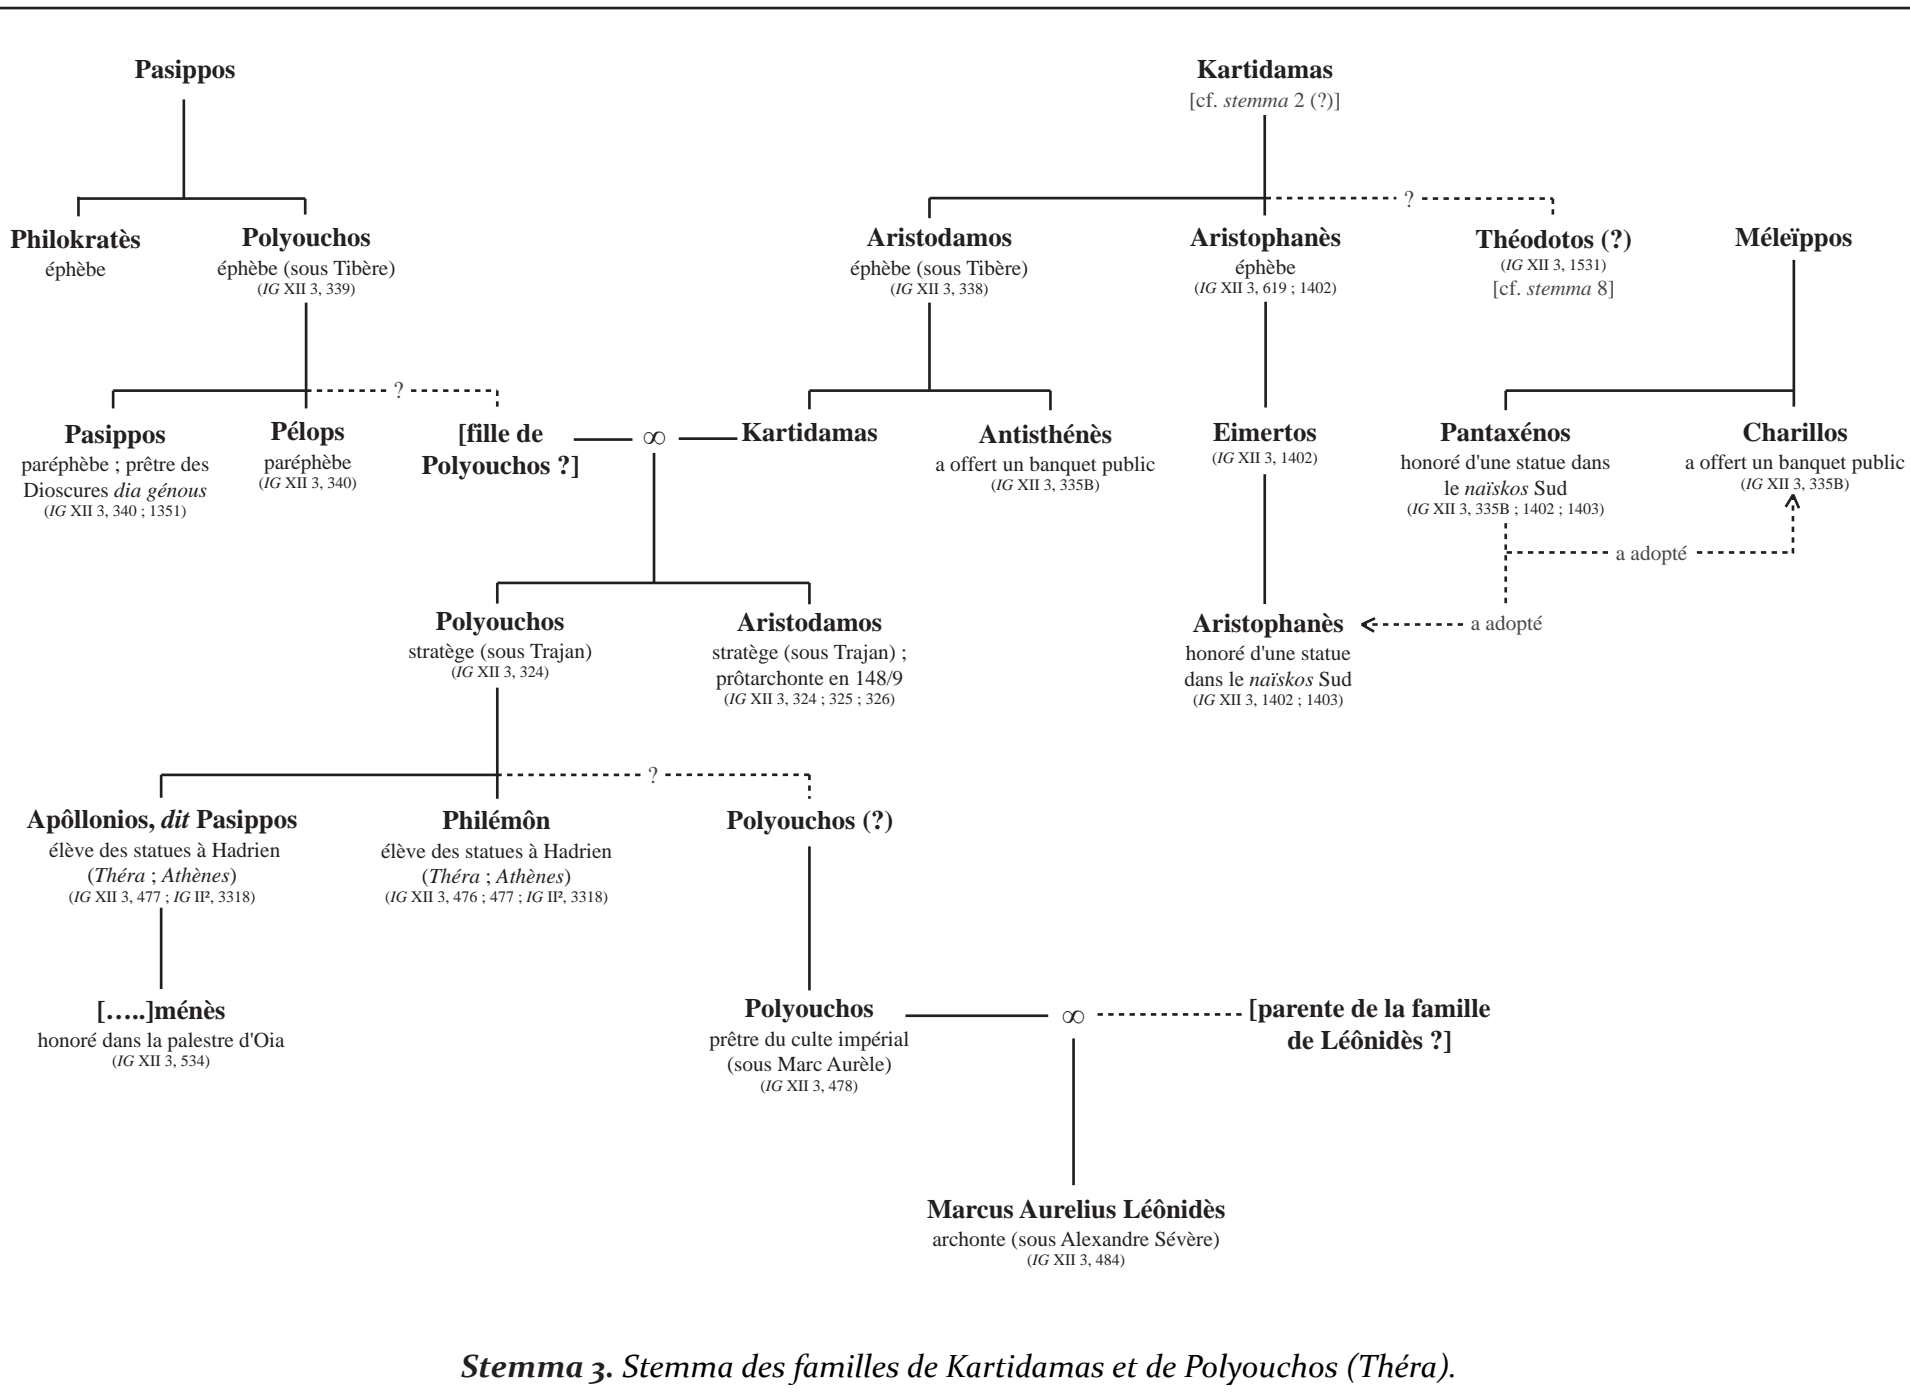 Pasippos
Kartidamas
[cf. stemma 2 (?)]
?
Philokratès
éphèbe
Polyouchos
éphèbe (sous Tibère)
(IG XII 3, 339)
Aristodamos
éphèbe (sous Tibère)
(IG XII 3, 338)
Aristophanès
éphèbe
(IG XII 3, 619 ; 1402)
Théodotos (?)
(IG XII 3, 1531)
[cf. stemma 8]
Méleïppos
?
Pasippos
paréphèbe ; prêtre des
Dioscures dia génous
(IG XII 3, 340 ; 1351)
Pélops
paréphèbe
(IG XII 3, 340)
[fille de
Polyouchos ?]
∞
Kartidamas
Antisthénès
a offert un banquet public
(IG XII 3, 335B)
Eimertos
(IG XII 3, 1402)
Pantaxénos
honoré d'une statue dans
le naïskos Sud
(IG XII 3, 335B ; 1402 ; 1403)
Charillos
a offert un banquet public
(IG XII 3, 335B)
a adopté
Polyouchos
stratège (sous Trajan)
(IG XII 3, 324)
Aristodamos
stratège (sous Trajan) ;
prôtarchonte en 148/9
(IG XII 3, 324 ; 325 ; 326)
Aristophanès
honoré d'une statue
dans le naïskos Sud
(IG XII 3, 1402 ; 1403)
a adopté
?
Apôllonios, dit Pasippos
élève des statues à Hadrien
(Théra ; Athènes)
(IG XII 3, 477 ; IG II², 3318)
Philémôn
élève des statues à Hadrien
(Théra ; Athènes)
(IG XII 3, 476 ; 477 ; IG II², 3318)
Polyouchos (?)
[…..]ménès
honoré dans la palestre d'Oia
(IG XII 3, 534)
Polyouchos
prêtre du culte impérial
(sous Marc Aurèle)
(IG XII 3, 478)
∞
[parente de la famille
de Léônidès ?]
Marcus Aurelius Léônidès
archonte (sous Alexandre Sévère)
(IG XII 3, 484)
Stemma 3. Stemma des familles de Kartidamas et de Polyouchos (Théra).